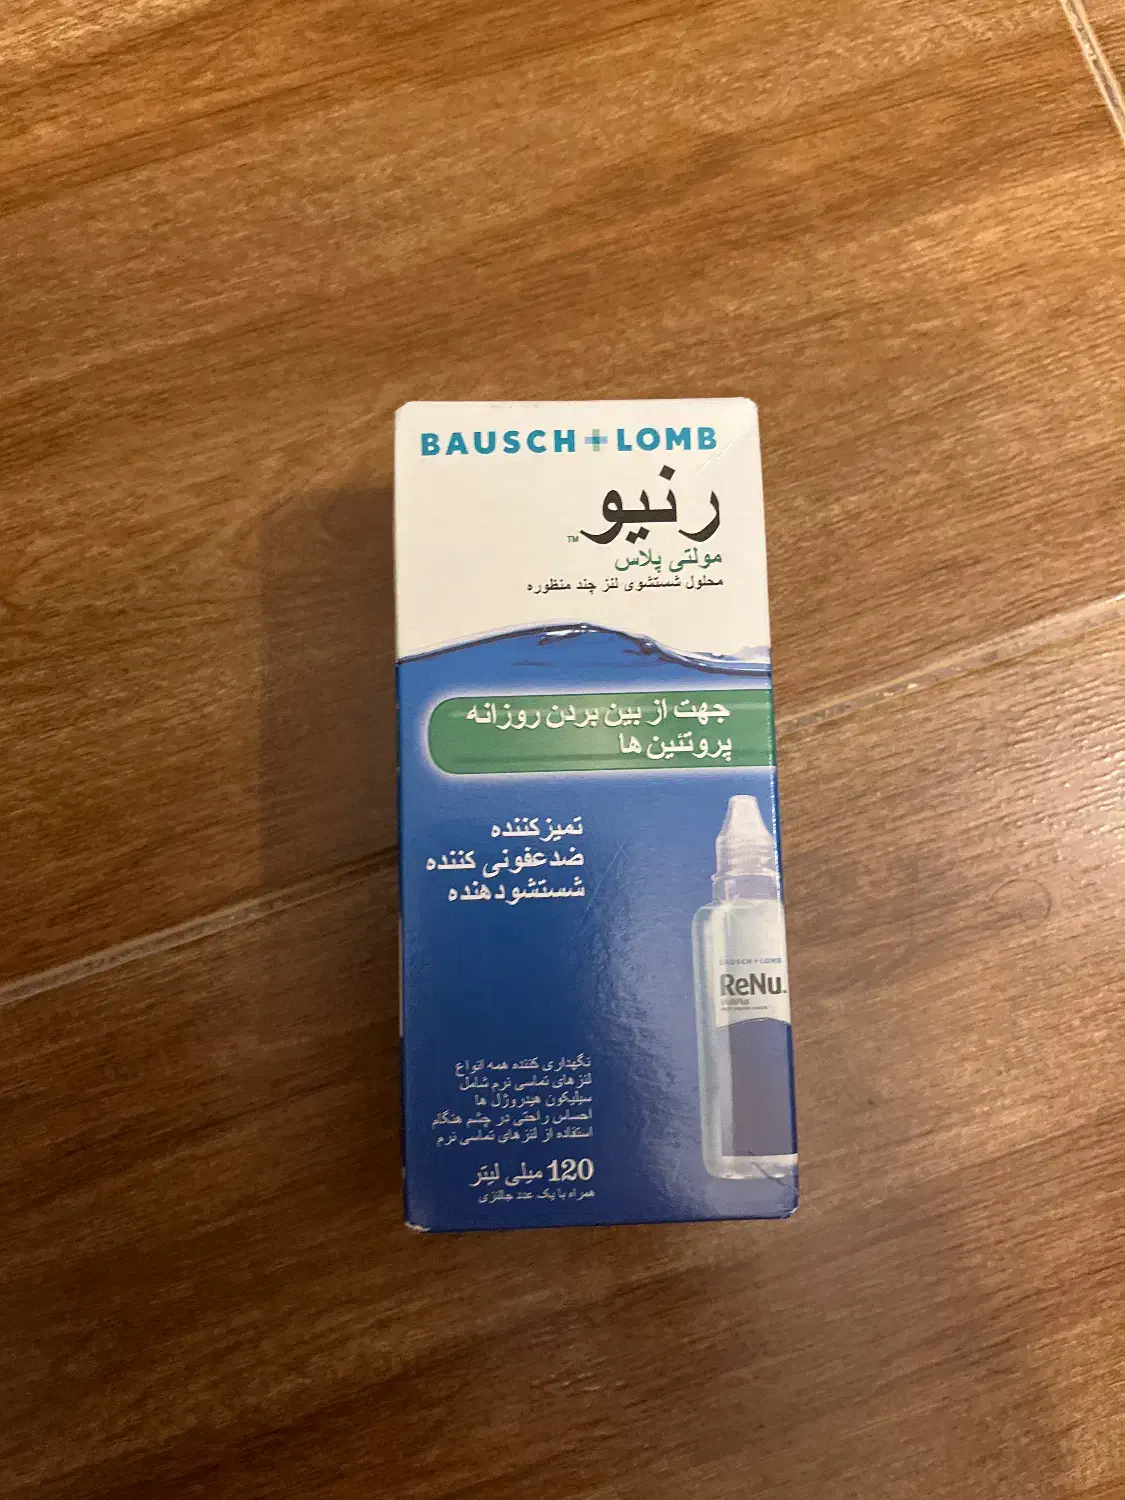 BAUSCH + LOMB
رنیو™
مولتی پلاس
محلول شستشوی لنز چند منظوره
جهت از بین بردن روزانه
پروتئین ها
تمیزکننده
ضدعفونی کننده
شستشودهنده
BAUSCH + LOMB
ReNu.
MultiPlus
نگهداری کننده همه انواع
لنزهای تماسی نرم شامل
سیلیکون هیدروژل ها
احساس راحتی در چشم هنگام
استفاده از لنزهای تماسی نرم
120 میلی لیتر
همراه با یک عدد جالنزی